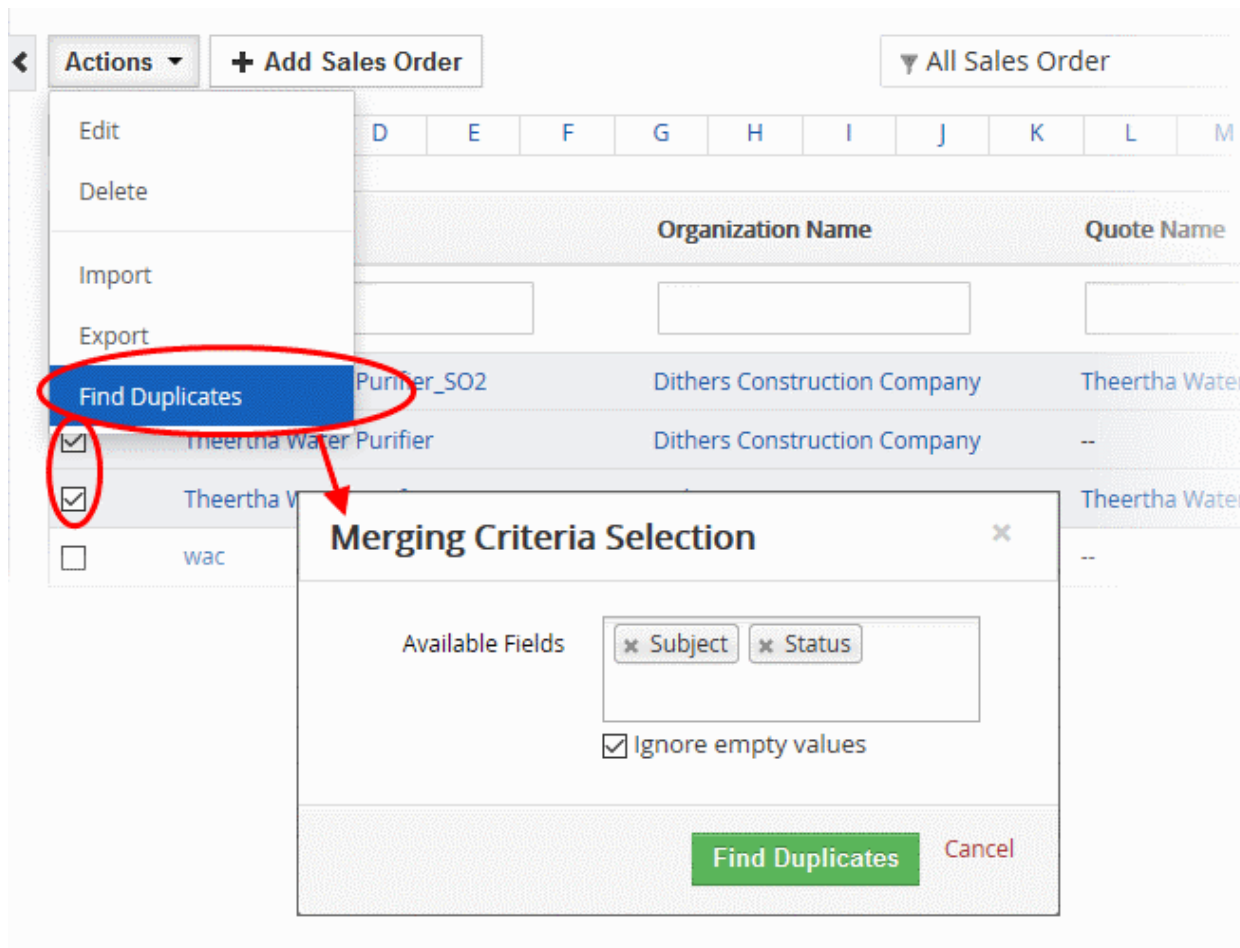 Actions + Add Sales Order All Sales Order
Edit D E F G H I J K L M
Delete
Organization Name Quote Name
Import
Export
Find Duplicates Purifier_SO2 Dithers Construction Company Theertha Water
Theertha Water Purifier Dithers Construction Company --
Theertha Theertha Water
wac --
Merging Criteria Selection ×
Available Fields × Subject × Status
Ignore empty values
Find Duplicates Cancel